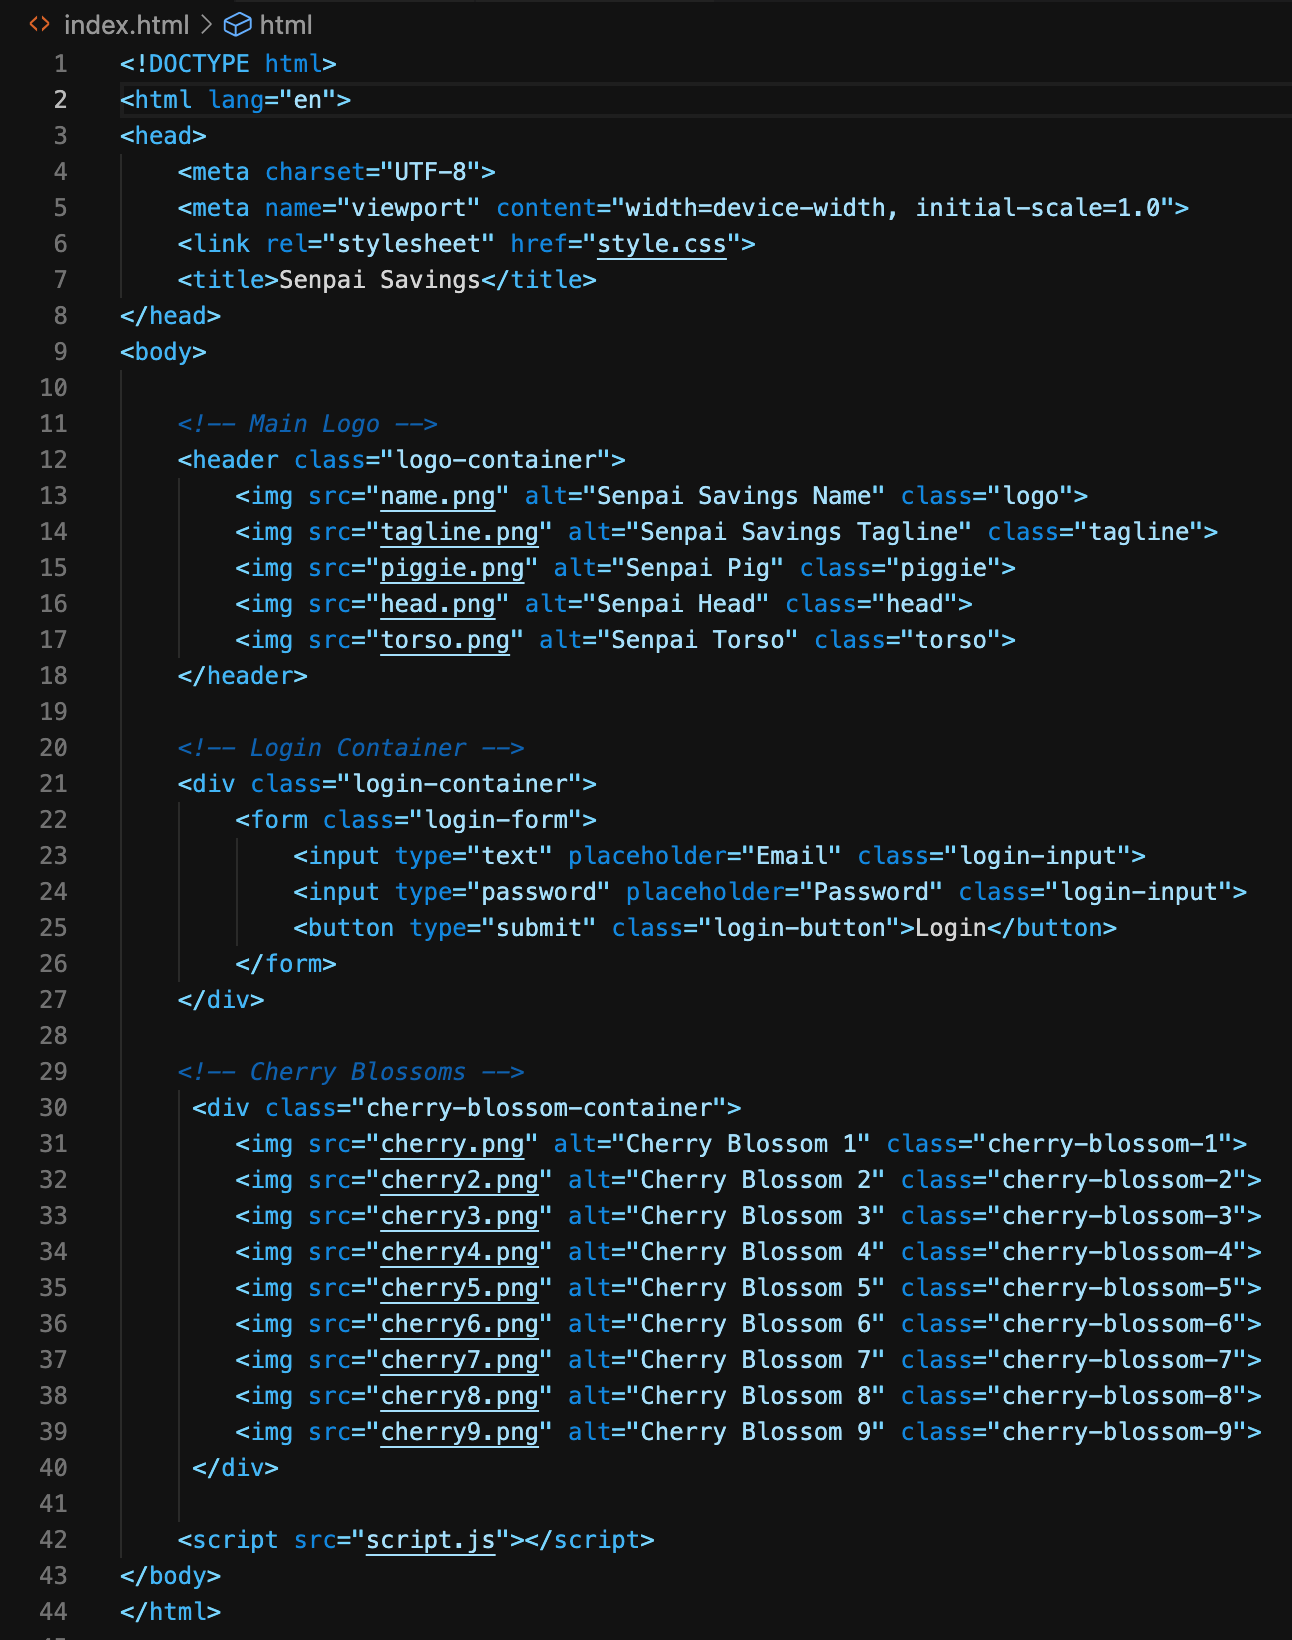 index.html > html
1 <!DOCTYPE html>
2 <html lang="en">
3 <head>
4     <meta charset="UTF-8">
5     <meta name="viewport" content="width=device-width, initial-scale=1.0">
6     <link rel="stylesheet" href="style.css">
7     <title>Senpai Savings</title>
8 </head>
9 <body>
10
11     <!-- Main Logo -->
12     <header class="logo-container">
13         <img src="name.png" alt="Senpai Savings Name" class="logo">
14         <img src="tagline.png" alt="Senpai Savings Tagline" class="tagline">
15         <img src="piggie.png" alt="Senpai Pig" class="piggie">
16         <img src="head.png" alt="Senpai Head" class="head">
17         <img src="torso.png" alt="Senpai Torso" class="torso">
18     </header>
19
20     <!-- Login Container -->
21     <div class="login-container">
22         <form class="login-form">
23             <input type="text" placeholder="Email" class="login-input">
24             <input type="password" placeholder="Password" class="login-input">
25             <button type="submit" class="login-button">Login</button>
26         </form>
27     </div>
28
29     <!-- Cherry Blossoms -->
30      <div class="cherry-blossom-container">
31         <img src="cherry.png" alt="Cherry Blossom 1" class="cherry-blossom-1">
32         <img src="cherry2.png" alt="Cherry Blossom 2" class="cherry-blossom-2">
33         <img src="cherry3.png" alt="Cherry Blossom 3" class="cherry-blossom-3">
34         <img src="cherry4.png" alt="Cherry Blossom 4" class="cherry-blossom-4">
35         <img src="cherry5.png" alt="Cherry Blossom 5" class="cherry-blossom-5">
36         <img src="cherry6.png" alt="Cherry Blossom 6" class="cherry-blossom-6">
37         <img src="cherry7.png" alt="Cherry Blossom 7" class="cherry-blossom-7">
38         <img src="cherry8.png" alt="Cherry Blossom 8" class="cherry-blossom-8">
39         <img src="cherry9.png" alt="Cherry Blossom 9" class="cherry-blossom-9">
40      </div>
41
42     <script src="script.js"></script>
43 </body>
44 </html>